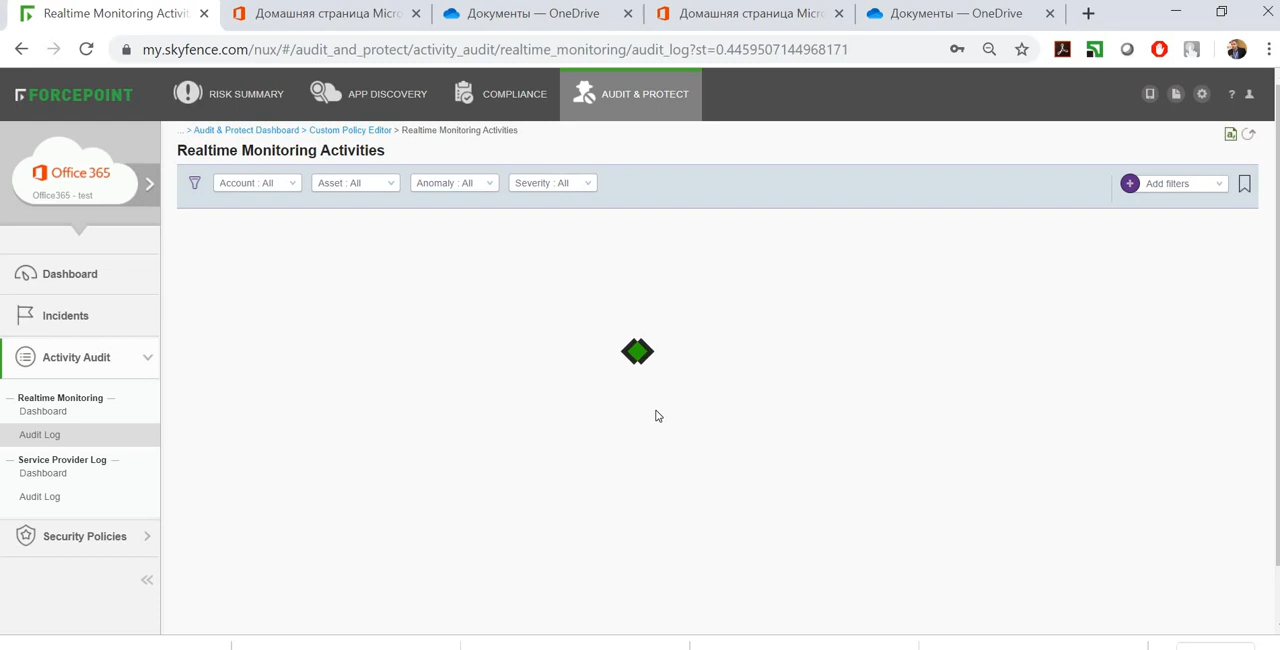 Realtime Monitoring Activit
Домашняя страница Micro
Документы — OneDrive
Домашняя страница Micro
Документы — OneDrive
my.skyfence.com/nux/#/audit_and_protect/activity_audit/realtime_monitoring/audit_log?st=0.4459507144968171
FORCEPOINT
RISK SUMMARY
APP DISCOVERY
COMPLIANCE
AUDIT & PROTECT
?
... > Audit & Protect Dashboard > Custom Policy Editor > Realtime Monitoring Activities
Realtime Monitoring Activities
Office 365
Office365 - test
Account : All
Asset : All
Anomaly : All
Severity : All
Add filters
Dashboard
Incidents
Activity Audit
Realtime Monitoring
Dashboard
Audit Log
Service Provider Log
Dashboard
Audit Log
Security Policies